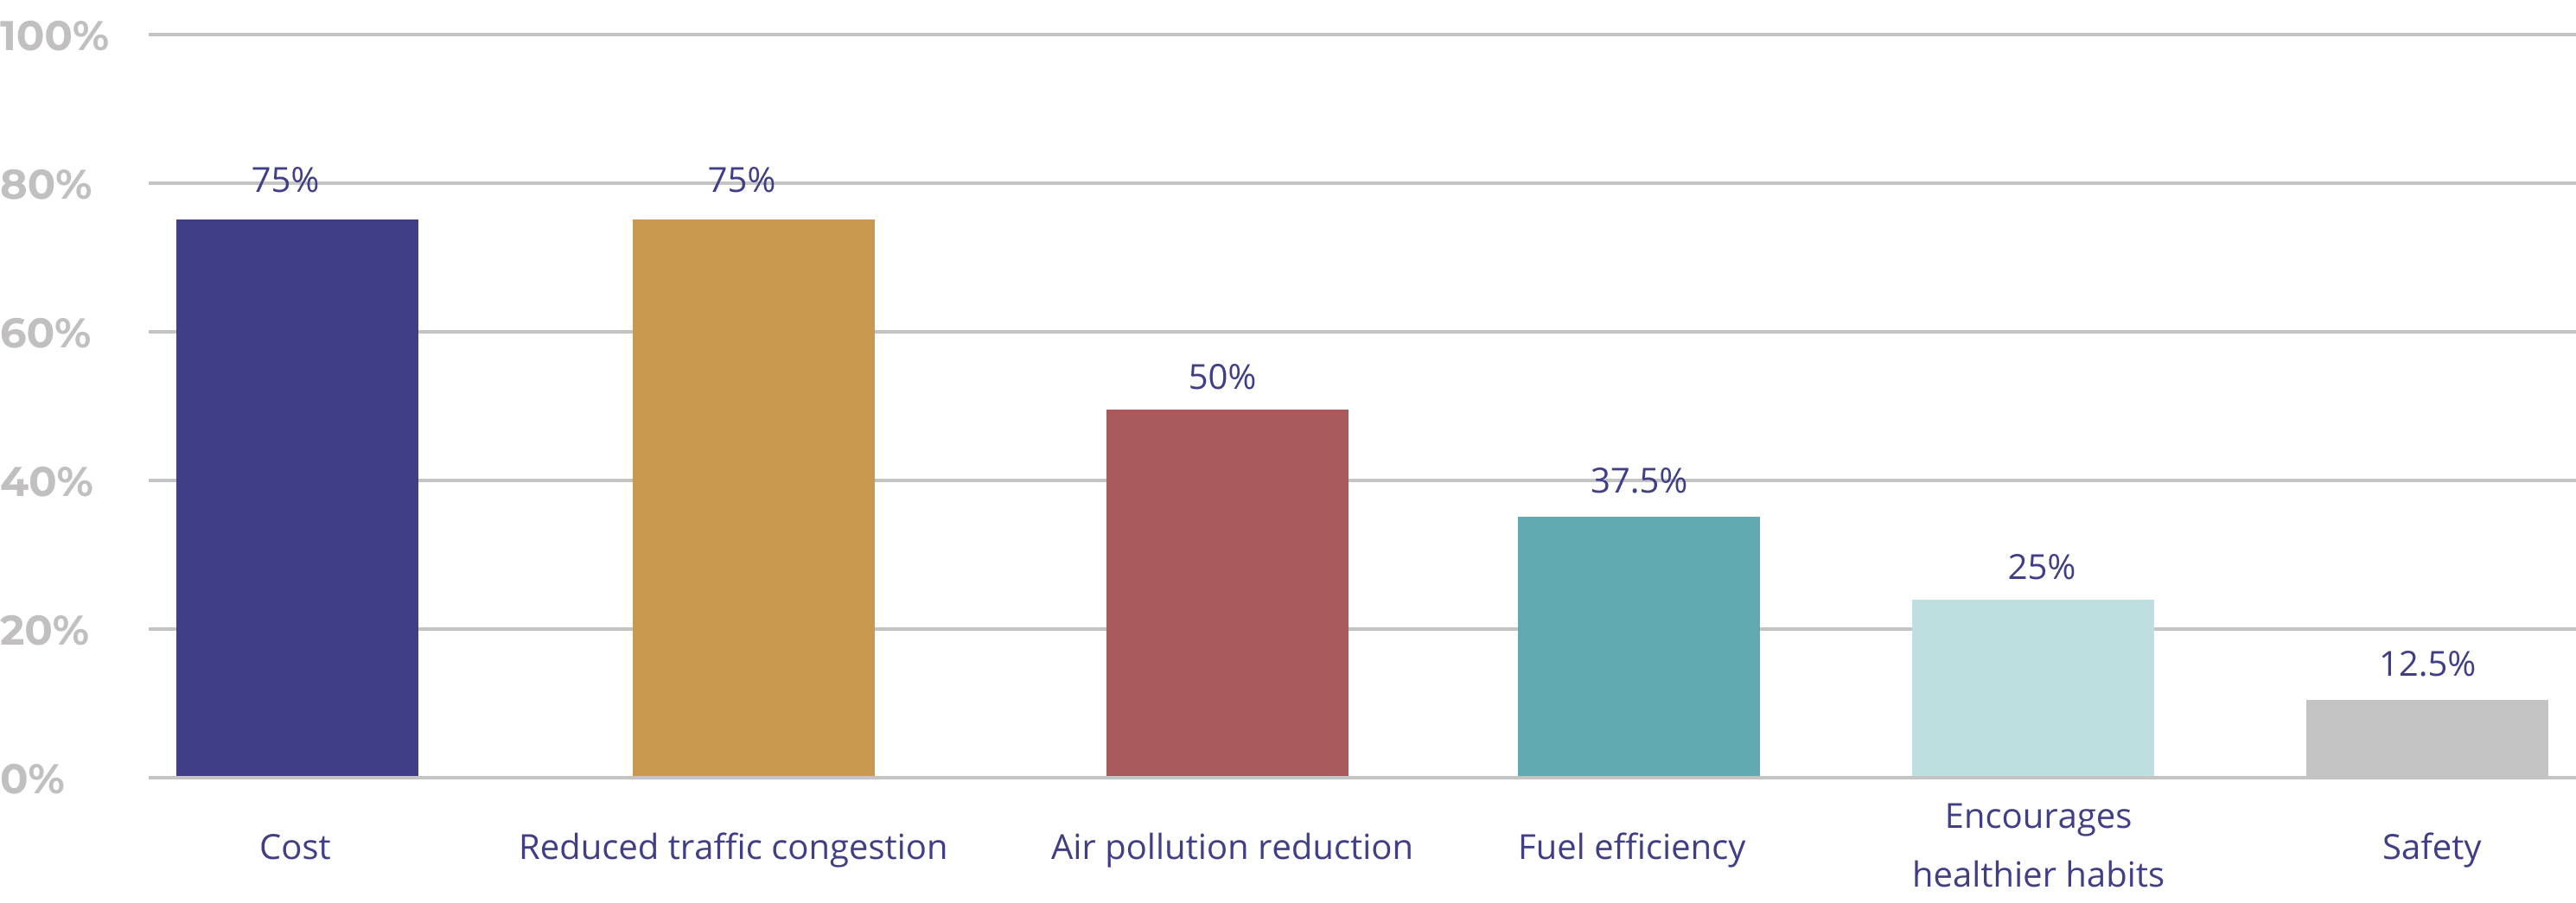 100%
80%
60%
40%
20%
0%
75%
75%
50%
37.5%
25%
12.5%
Cost
Reduced traffic congestion
Air pollution reduction
Fuel efficiency
Encourages
healthier habits
Safety